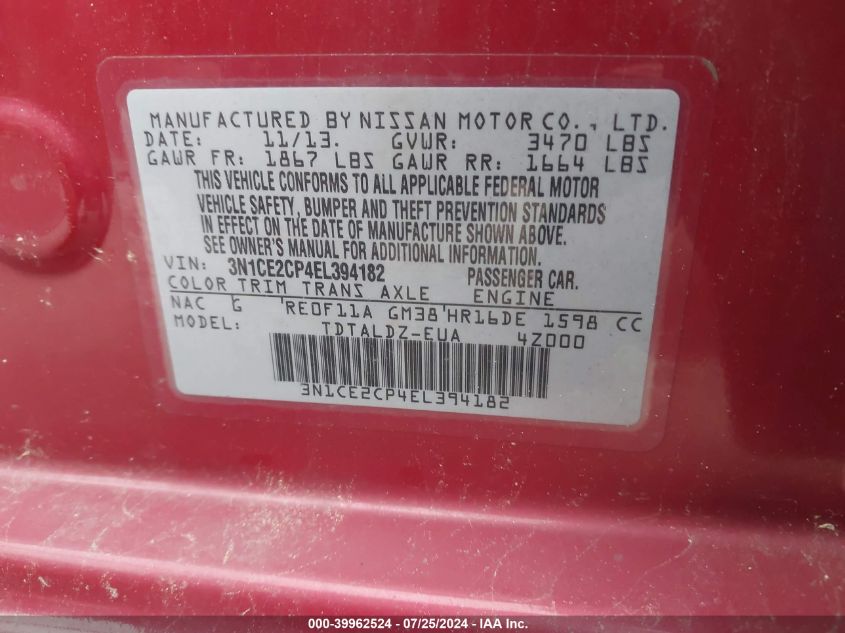 MANUFACTURED BY NISSAN MOTOR CO., LTD.
DATE: 11/13. GVWR: 3470 LBS
GAWR FR: 1867 LBS GAWR RR: 1664 LBS
THIS VEHICLE CONFORMS TO ALL APPLICABLE FEDERAL MOTOR
VEHICLE SAFETY, BUMPER AND THEFT PREVENTION STANDARDS
IN EFFECT ON THE DATE OF MANUFACTURE SHOWN ABOVE.
SEE OWNER'S MANUAL FOR ADDITIONAL INFORMATION.
VIN: 3N1CE2CP4EL394182 PASSENGER CAR.
COLOR TRIM TRANS AXLE ENGINE
NAC G RE0F11A GM38 HR16DE 1598 CC
MODEL: TDTALDZ-EUA 4Z000
3N1CE2CP4EL394182
000-39962524 / 07/25/2024 - IAA Inc.